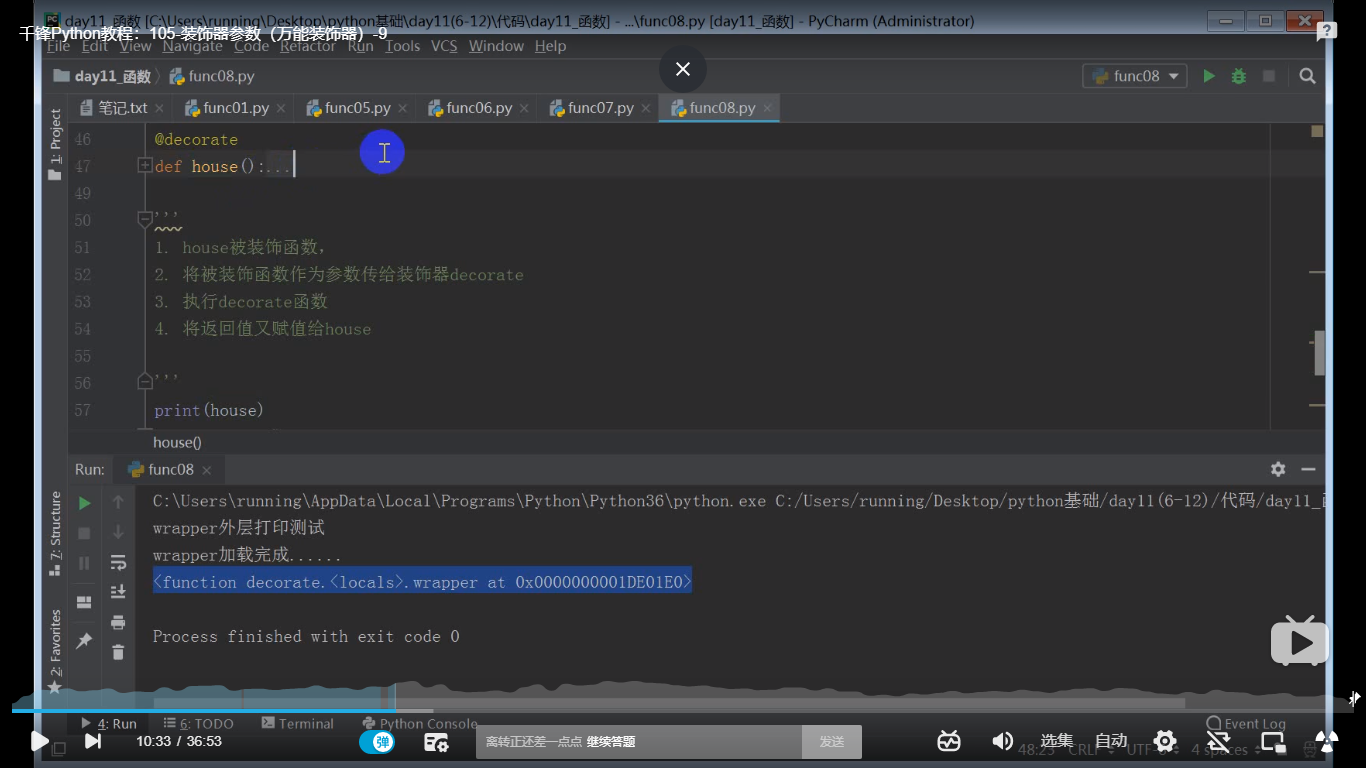 day11_函数 [C:\Users\running\Desktop\python基础\day11(6-12)\代码\day11_函数] - ...\func08.py [day11_函数] - PyCharm (Administrator)
千锋Python教程：105-装饰器参数（万能装饰器）-9
File Edit View Navigate Code Refactor Run Tools VCS Window Help
day11_函数 func08.py
func08
笔记.txt func01.py func05.py func06.py func07.py func08.py
1: Project
46 @decorate
47 def house():...
49
50 '''
51 1. house被装饰函数，
52 2. 将被装饰函数作为参数传给装饰器decorate
53 3. 执行decorate函数
54 4. 将返回值又赋值给house
55
56 '''
57 print(house)
house()
Run: func08
C:\Users\running\AppData\Local\Programs\Python\Python36\python.exe C:/Users/running/Desktop/python基础/day11(6-12)/代码/day11_
wrapper外层打印测试
wrapper加载完成......
<function decorate.<locals>.wrapper at 0x0000000001DE01E0>
Process finished with exit code 0
7: Structure
2: Favorites
4: Run 6: TODO Terminal Python Console Event Log
10:33 / 36:53 弹 离转正还差一点点 继续答题 发送 选集 自动
48:23 CRLF UTF-8 4 spaces